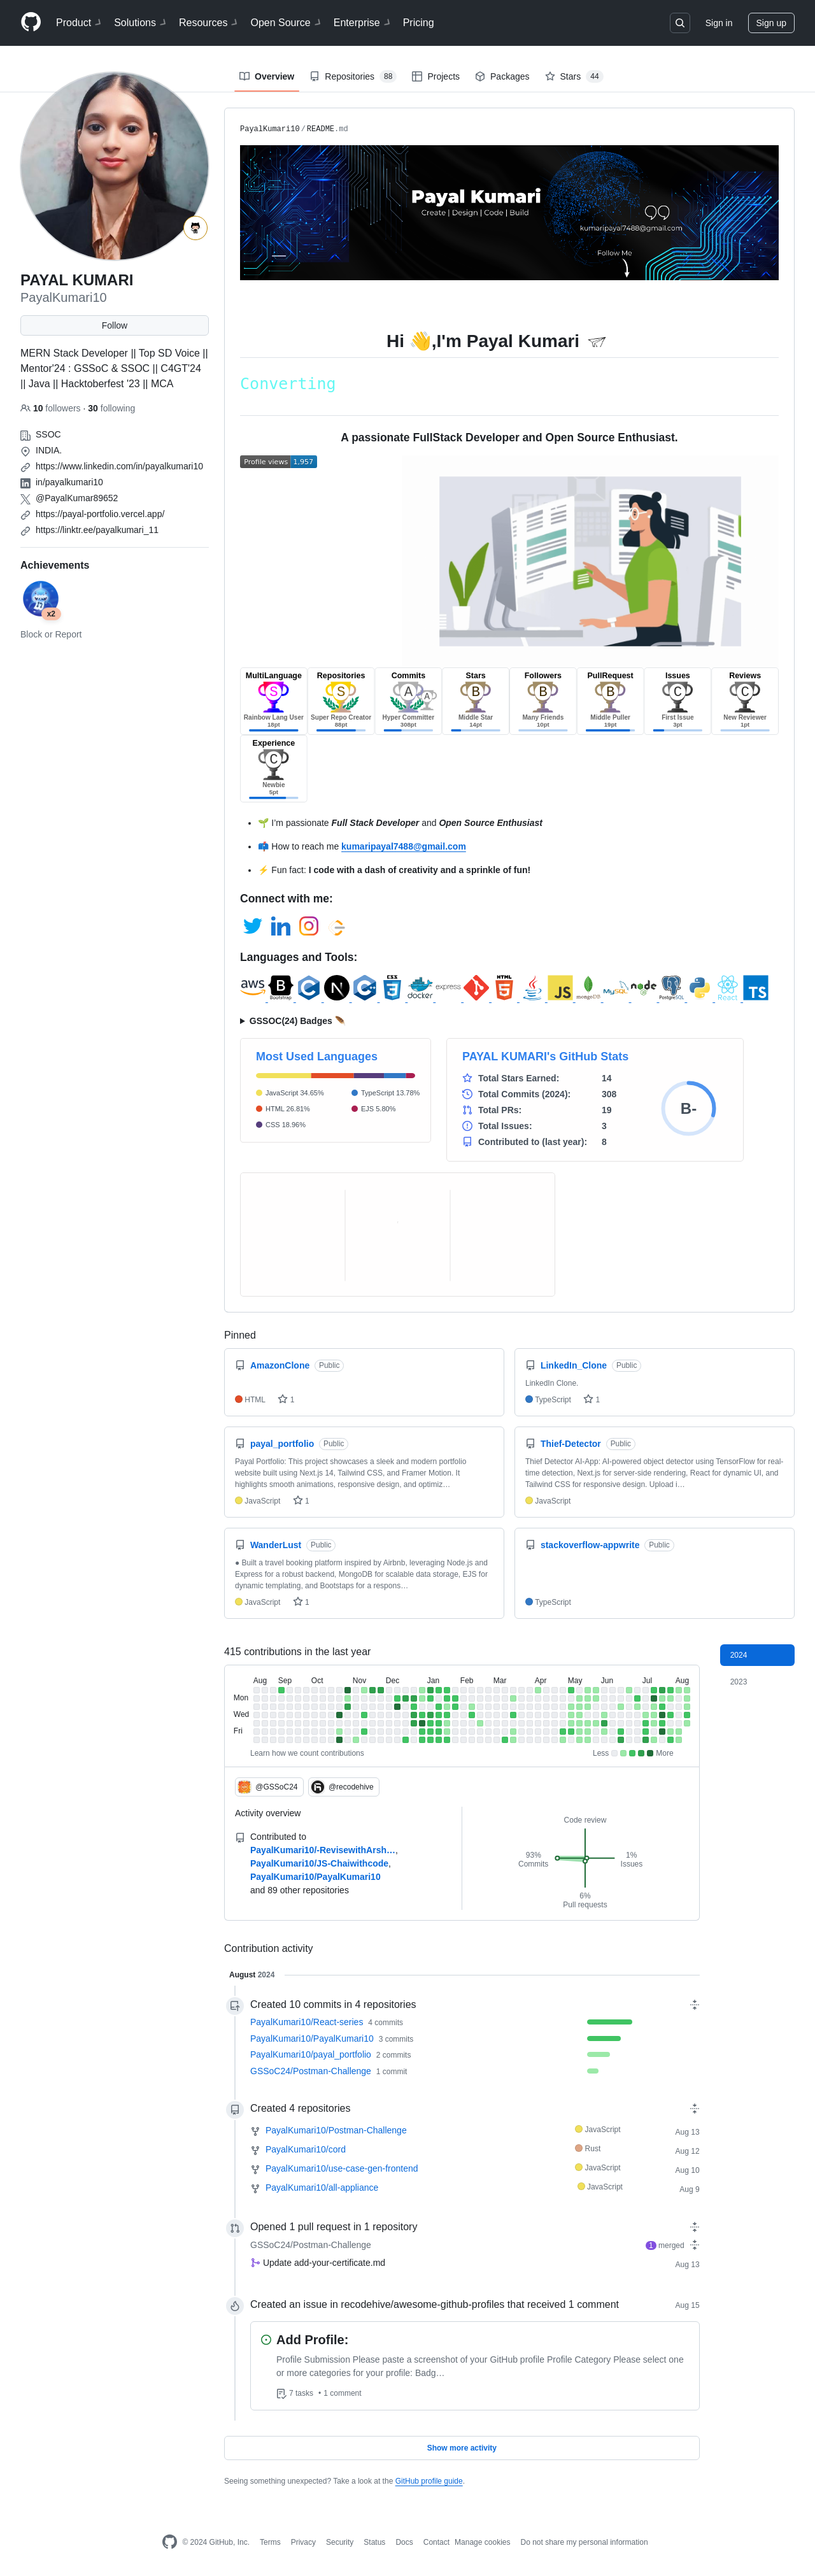 Product
Solutions
Resources
Open Source
Enterprise
Pricing
Sign in
Sign up
Overview
Repositories 88
Projects
Packages
Stars 44
PAYAL KUMARI
PayalKumari10
Follow
MERN Stack Developer || Top SD Voice ||
Mentor'24 : GSSoC & SSOC || C4GT'24
|| Java || Hacktoberfest '23 || MCA
10 followers · 30 following
SSOC
INDIA.
https://www.linkedin.com/in/payalkumari10
in/payalkumari10
@PayalKumar89652
https://payal-portfolio.vercel.app/
https://linktr.ee/payalkumari_11
Achievements
x2
Block or Report
PayalKumari10/README.md
Payal Kumari
Create | Design | Code | Build
kumaripayal7488@gmail.com
Follow Me
Hi 👋,I'm Payal Kumari
Converting
A passionate FullStack Developer and Open Source Enthusiast.
Profile views 1,957
MultiLanguage
S
Rainbow Lang User
18pt
Repositories
S
Super Repo Creator
88pt
Commits
A
A
Hyper Committer
308pt
Stars
B
Middle Star
14pt
Followers
B
Many Friends
10pt
PullRequest
B
Middle Puller
19pt
Issues
C
First Issue
3pt
Reviews
C
New Reviewer
1pt
Experience
C
Newbie
5pt
🌱 I'm passionate Full Stack Developer and Open Source Enthusiast
📫 How to reach me kumaripayal7488@gmail.com
⚡ Fun fact: I code with a dash of creativity and a sprinkle of fun!
Connect with me:
in
Languages and Tools:
aws
B
Bootstrap
C
N
C++
CSS
3
docker
express
HTML
5
Java
JS
mongoDB
MySQL
node
PostgreSQL
React
TS
GSSOC(24) Badges 🪶
Most Used Languages
JavaScript 34.65%
TypeScript 13.78%
HTML 26.81%
EJS 5.80%
CSS 18.96%
PAYAL KUMARI's GitHub Stats
Total Stars Earned: 14
Total Commits (2024): 308
Total PRs: 19
Total Issues: 3
Contributed to (last year): 8
B-
Pinned
AmazonClone Public
HTML 1
LinkedIn_Clone Public
LinkedIn Clone.
TypeScript 1
payal_portfolio Public
Payal Portfolio: This project showcases a sleek and modern portfolio
website built using Next.js 14, Tailwind CSS, and Framer Motion. It
highlights smooth animations, responsive design, and optimiz…
JavaScript 1
Thief-Detector Public
Thief Detector AI-App: AI-powered object detector using TensorFlow for real-
time detection, Next.js for server-side rendering, React for dynamic UI, and
Tailwind CSS for responsive design. Upload i…
JavaScript
WanderLust Public
● Built a travel booking platform inspired by Airbnb, leveraging Node.js and
Express for a robust backend, MongoDB for scalable data storage, EJS for
dynamic templating, and Bootstaps for a respons…
JavaScript 1
stackoverflow-appwrite Public
TypeScript
415 contributions in the last year
2024
2023
Aug Sep Oct Nov Dec Jan Feb Mar Apr May Jun Jul Aug
Mon
Wed
Fri
Learn how we count contributions
Less More
@GSSoC24
@recodehive
Activity overview
Contributed to
PayalKumari10/-RevisewithArsh…,
PayalKumari10/JS-Chaiwithcode,
PayalKumari10/PayalKumari10
and 89 other repositories
Code review
93%
Commits
1%
Issues
6%
Pull requests
Contribution activity
August 2024
Created 10 commits in 4 repositories
PayalKumari10/React-series 4 commits
PayalKumari10/PayalKumari10 3 commits
PayalKumari10/payal_portfolio 2 commits
GSSoC24/Postman-Challenge 1 commit
Created 4 repositories
PayalKumari10/Postman-Challenge JavaScript Aug 13
PayalKumari10/cord Rust Aug 12
PayalKumari10/use-case-gen-frontend JavaScript Aug 10
PayalKumari10/all-appliance JavaScript Aug 9
Opened 1 pull request in 1 repository
GSSoC24/Postman-Challenge 1 merged
Update add-your-certificate.md Aug 13
Created an issue in recodehive/awesome-github-profiles that received 1 comment Aug 15
Add Profile:
Profile Submission Please paste a screenshot of your GitHub profile Profile Category Please select one
or more categories for your profile: Badg…
7 tasks • 1 comment
Show more activity
Seeing something unexpected? Take a look at the GitHub profile guide.
© 2024 GitHub, Inc.
Terms
Privacy
Security
Status
Docs
Contact
Manage cookies
Do not share my personal information